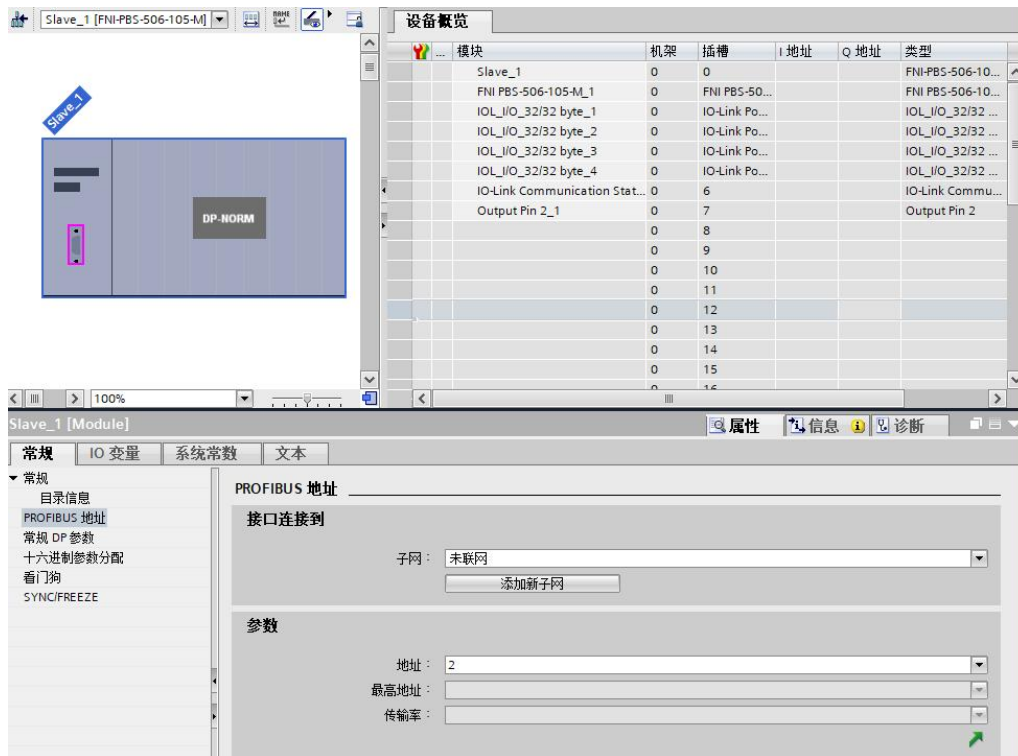 Slave_1 [FNI-PBS-506-105-M]
设备概览
Slave_1
DP-NORM
100%
... 模块 机架 插槽 I 地址 Q 地址 类型
Slave_1 0 0 FNI-PBS-506-10...
FNI PBS-506-105-M_1 0 FNI PBS-50... FNI PBS-506-10...
IOL_I/O_32/32 byte_1 0 IO-Link Po... IOL_I/O_32/32 ...
IOL_I/O_32/32 byte_2 0 IO-Link Po... IOL_I/O_32/32 ...
IOL_I/O_32/32 byte_3 0 IO-Link Po... IOL_I/O_32/32 ...
IOL_I/O_32/32 byte_4 0 IO-Link Po... IOL_I/O_32/32 ...
IO-Link Communication Stat... 0 6 IO-Link Commu...
Output Pin 2_1 0 7 Output Pin 2
0 8
0 9
0 10
0 11
0 12
0 13
0 14
0 15
Slave_1 [Module]
属性 信息 诊断
常规 IO 变量 系统常数 文本
常规
目录信息
PROFIBUS 地址
常规 DP 参数
十六进制参数分配
看门狗
SYNC/FREEZE
PROFIBUS 地址
接口连接到
子网： 未联网
添加新子网
参数
地址： 2
最高地址：
传输率：